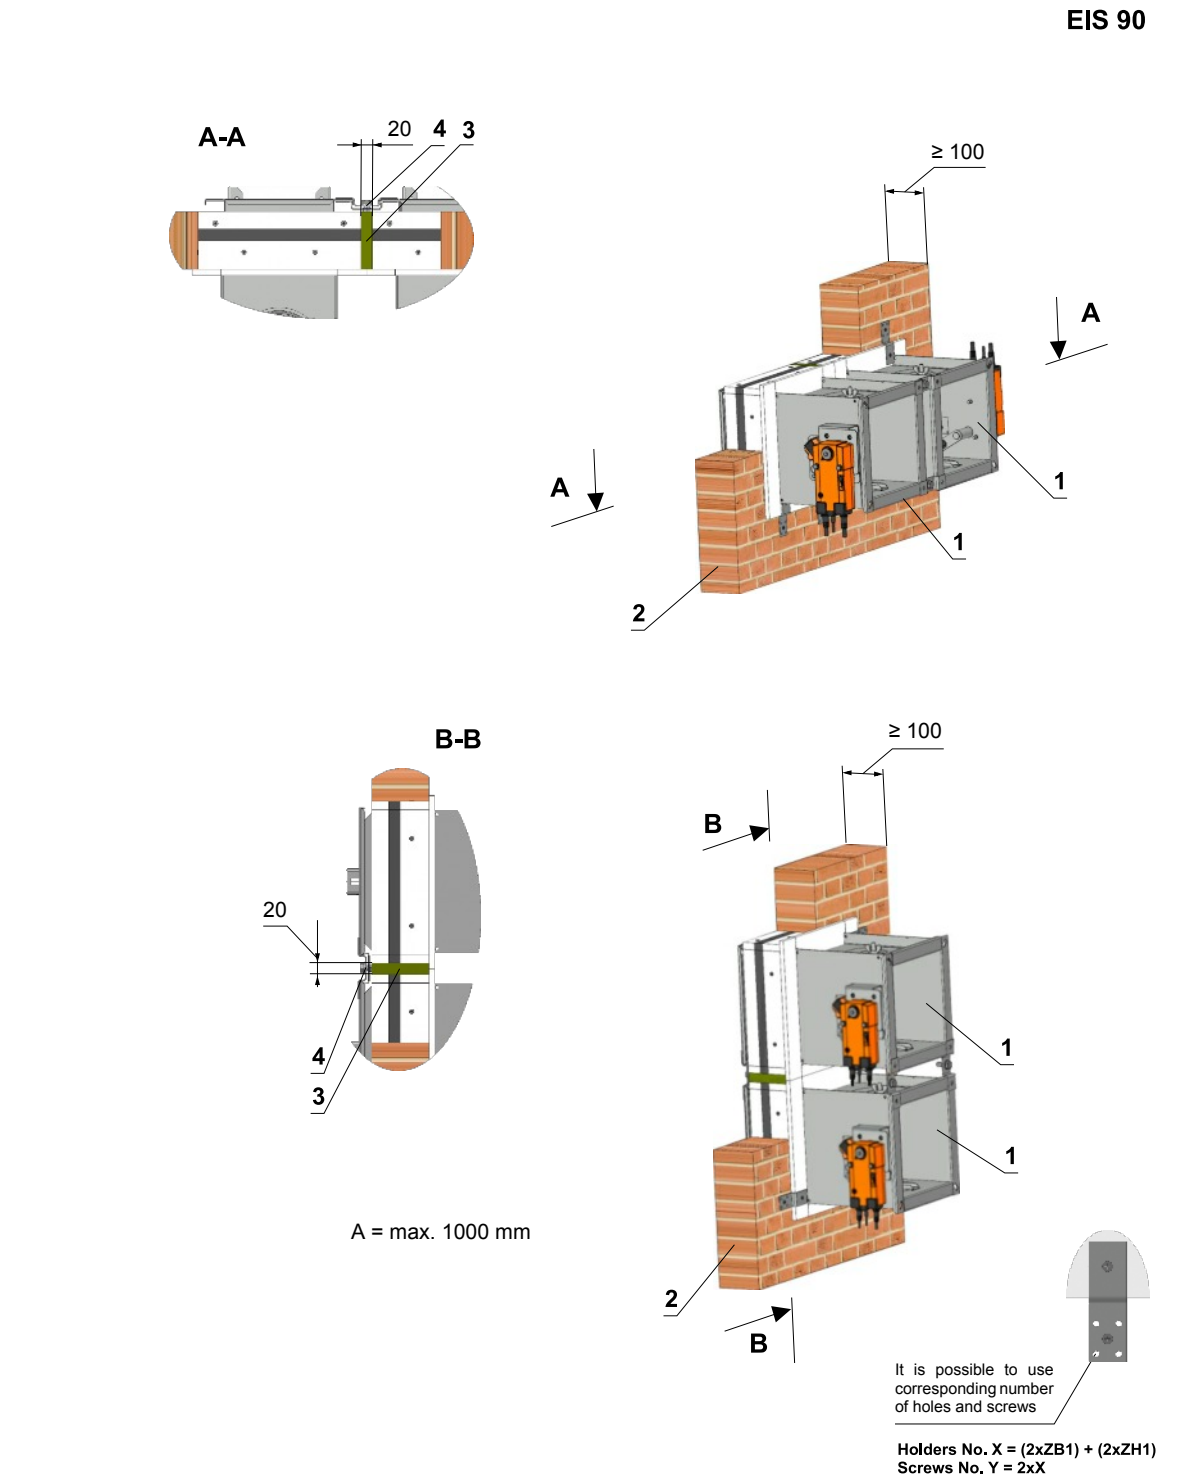 EIS 90
A-A
20 4 3
≥ 100
A
A
1
1
2
B-B
≥ 100
B
20
4
3
1
1
A = max. 1000 mm
2
B
It is possible to use
corresponding number
of holes and screws
Holders No. X = (2xZB1) + (2xZH1)
Screws No. Y = 2xX